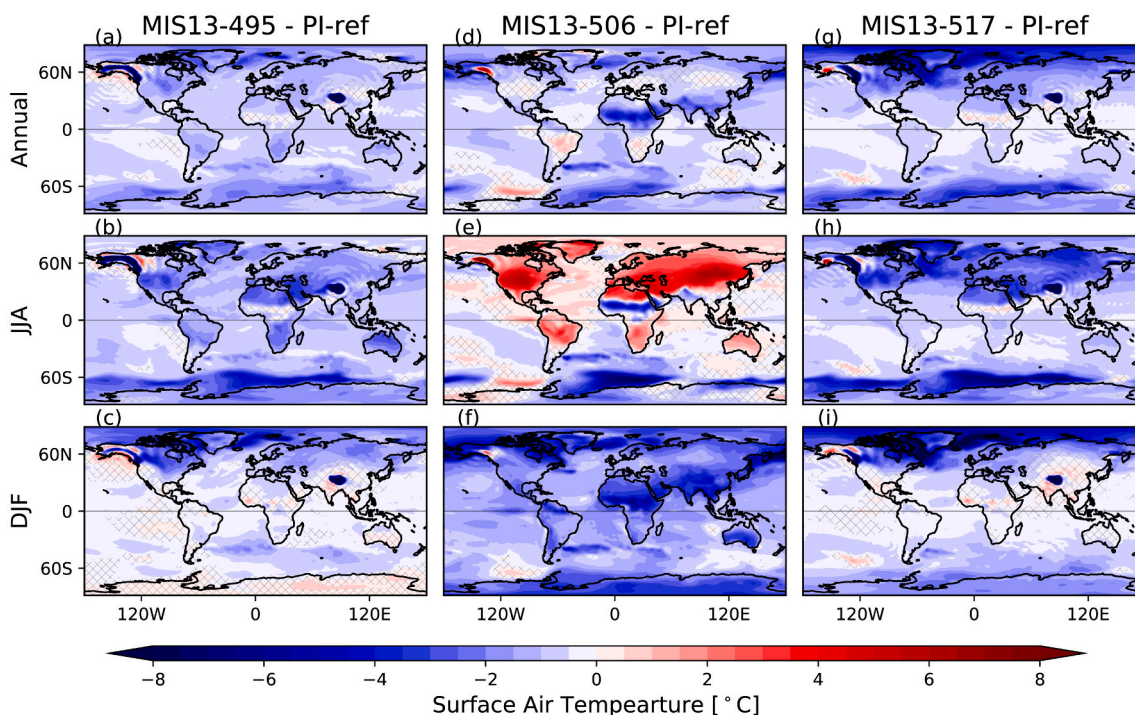 MIS13-495 - PI-ref
MIS13-506 - PI-ref
MIS13-517 - PI-ref
(a)
(d)
(g)
Annual
60N
0
60S
(b)
(e)
(h)
JJA
60N
0
60S
(c)
(f)
(i)
DJF
60N
0
60S
120W
0
120E
120W
0
120E
120W
0
120E
−8
−6
−4
−2
0
2
4
6
8
Surface Air Tempearture [°C]